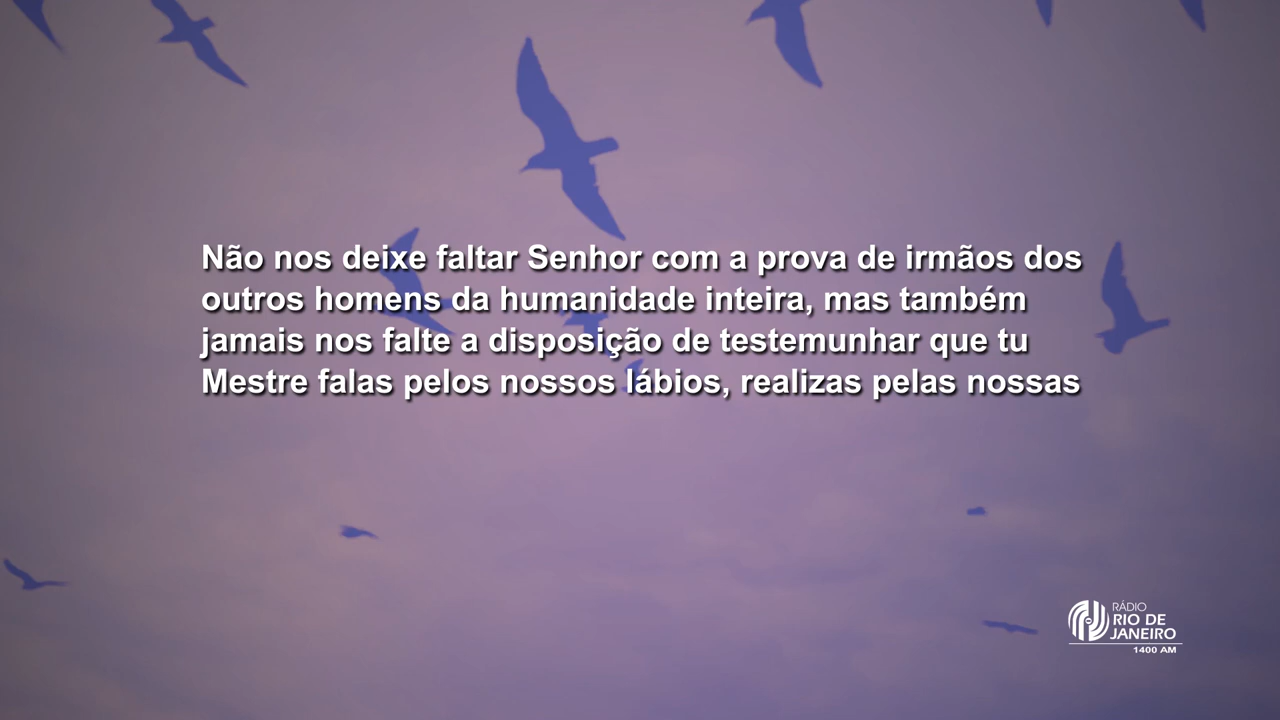 Não nos deixe faltar Senhor com a prova de irmãos dos
outros homens da humanidade inteira, mas também
jamais nos falte a disposição de testemunhar que tu
Mestre falas pelos nossos lábios, realizas pelas nossas
RÁDIO
RIO DE
JANEIRO
1400 AM